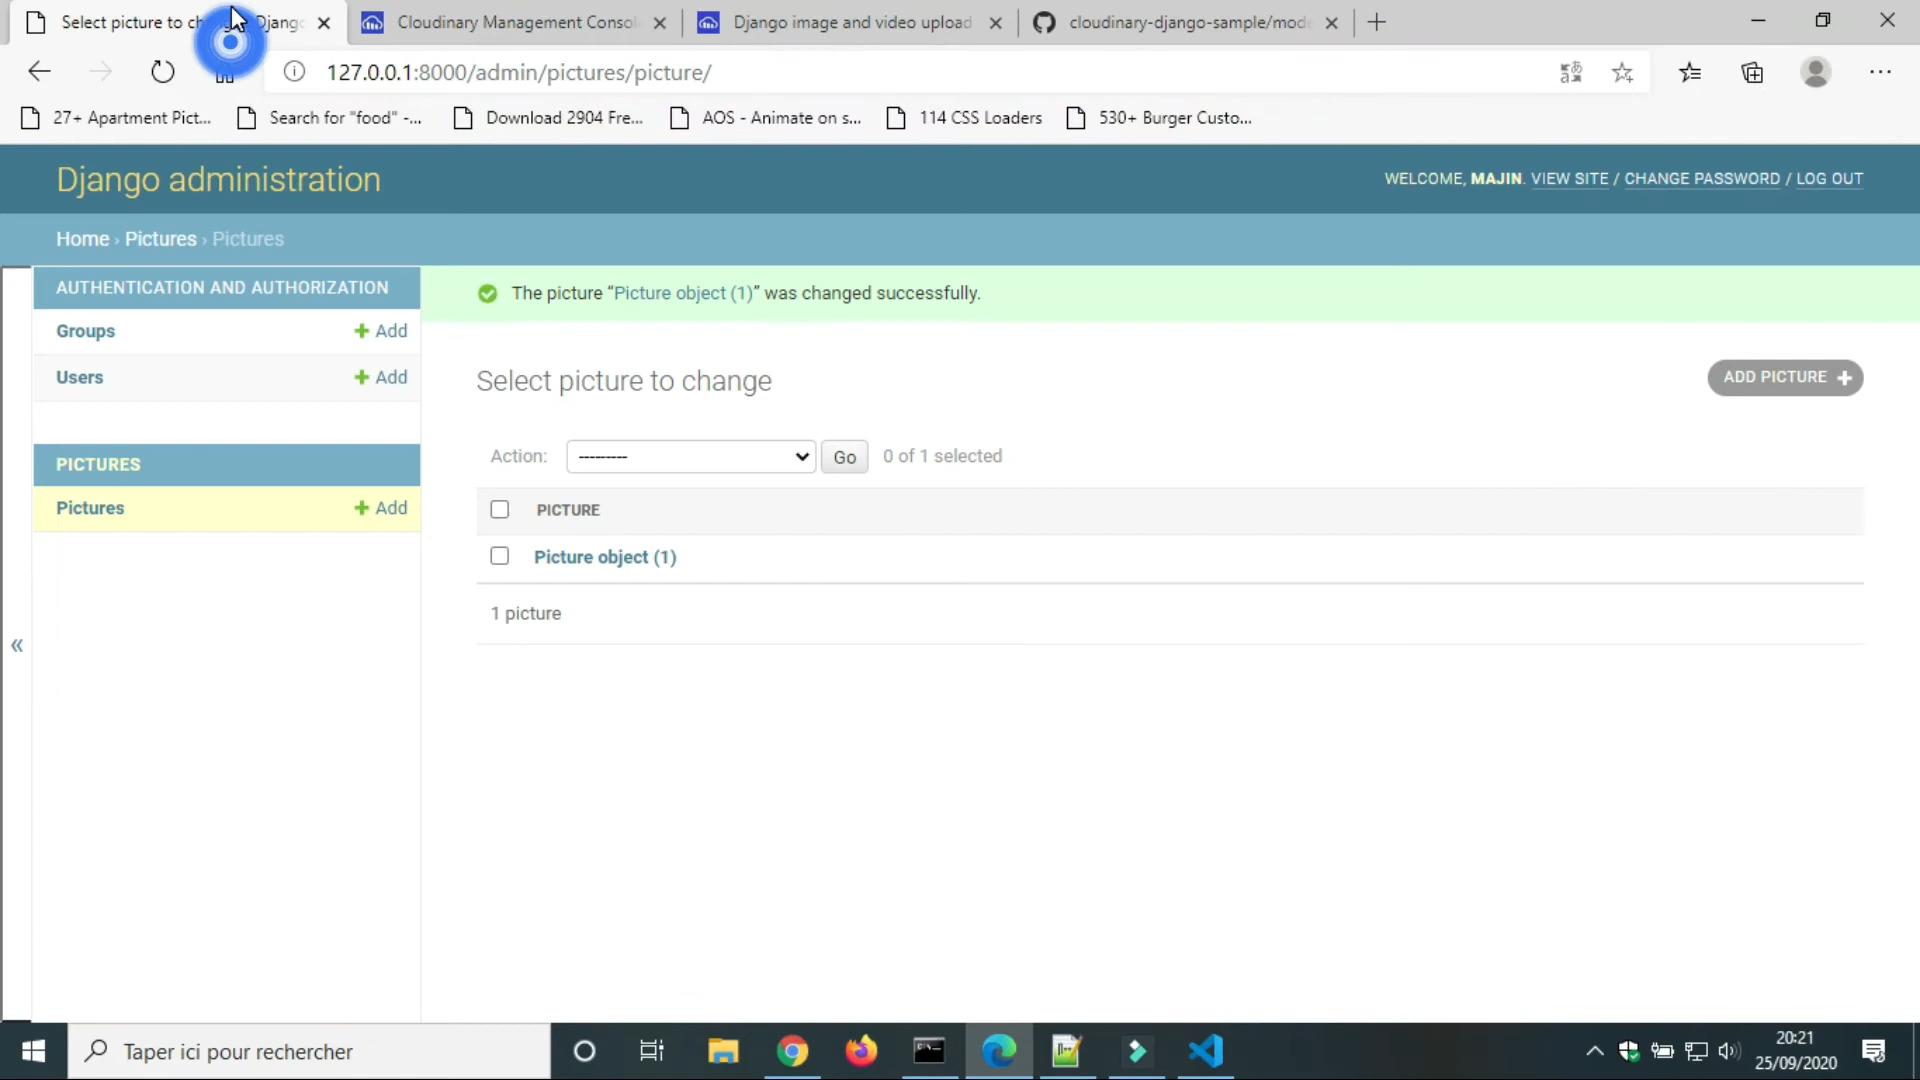 Select picture to ch
Django
Cloudinary Management Consol
Django image and video upload
cloudinary-django-sample/mode
127.0.0.1:8000/admin/pictures/picture/
27+ Apartment Pict...
Search for "food" -...
Download 2904 Fre...
AOS - Animate on s...
114 CSS Loaders
530+ Burger Custo...
Django administration
WELCOME, MAJIN. VIEW SITE / CHANGE PASSWORD / LOG OUT
Home › Pictures › Pictures
AUTHENTICATION AND AUTHORIZATION
Groups + Add
Users + Add
PICTURES
Pictures + Add
«
The picture “Picture object (1)” was changed successfully.
Select picture to change
ADD PICTURE +
Action: --------- Go 0 of 1 selected
PICTURE
Picture object (1)
1 picture
Taper ici pour rechercher
20:21
25/09/2020